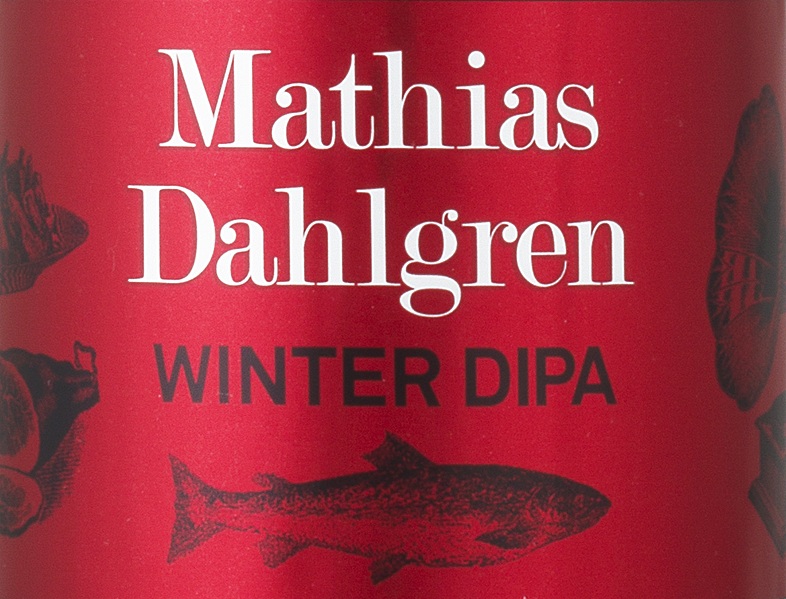 Mathias
Dahlgren
WINTER DIPA